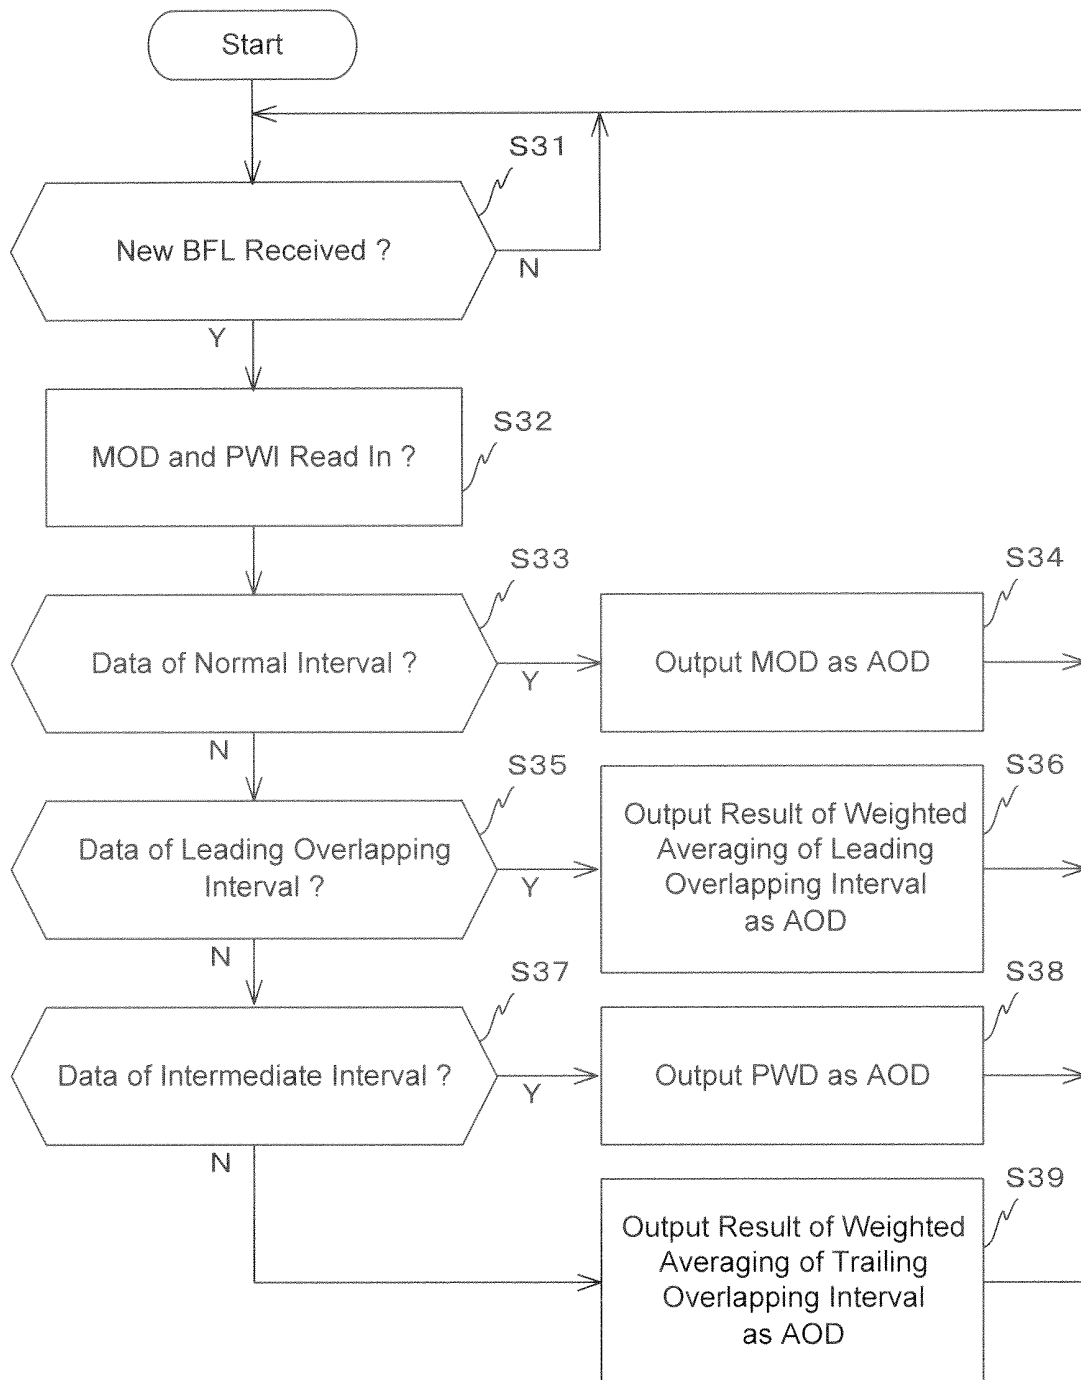 Start
S31
New BFL Received ?
N
Y
S32
MOD and PWI Read In ?
S33
Data of Normal Interval ?
Y
N
S34
Output MOD as AOD
S35
Data of Leading Overlapping
Interval ?
Y
N
S36
Output Result of Weighted
Averaging of Leading
Overlapping Interval
as AOD
S37
Data of Intermediate Interval ?
Y
N
S38
Output PWD as AOD
S39
Output Result of Weighted
Averaging of Trailing
Overlapping Interval
as AOD